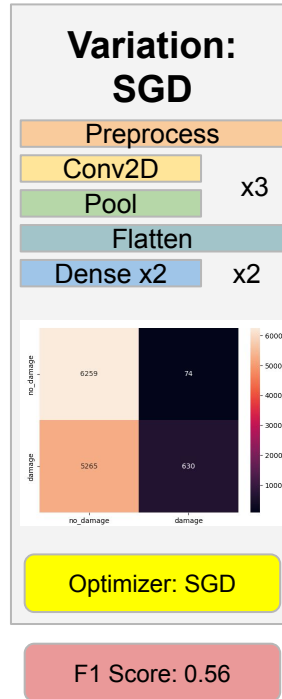 Variation:
SGD
Preprocess
Conv2D
x3
Pool
Flatten
Dense x2
x2
no_damage
6259
74
damage
5265
630
no_damage
damage
6000
5000
4000
3000
2000
1000
Optimizer: SGD
F1 Score: 0.56